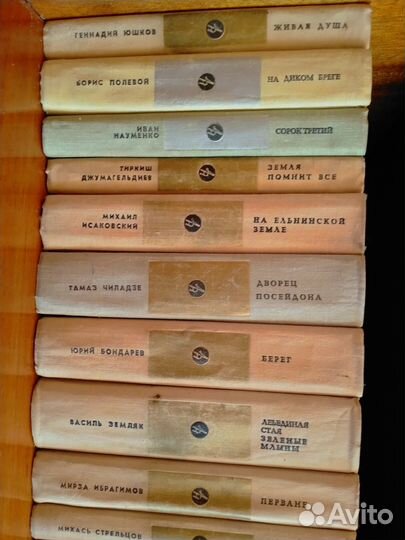 ГЕННАДИЙ ЮШКОВ
ЖИВАЯ ДУША
БОРИС ПОЛЕВОЙ
НА ДИКОМ БРЕГЕ
ИВАН
НАУМЕНКО
СОРОК ТРЕТИЙ
ТИРКИШ
ДЖУМАГЕЛЬДИЕВ
ЗЕМЛЯ
ПОМНИТ ВСЕ
МИХАИЛ
ИСАКОВСКИЙ
НА ЕЛЬНИНСКОЙ
ЗЕМЛЕ
ТАМАЗ ЧИЛАДЗЕ
ДВОРЕЦ
ПОСЕЙДОНА
ЮРИЙ БОНДАРЕВ
БЕРЕГ
ВАСИЛЬ ЗЕМЛЯК
ЛЕБЕДИНАЯ
СТАЯ
ЗЕЛЕНЫЕ
МЛЫНЫ
МИРЗА ИБРАГИМОВ
ПЕРВАНЕ
МИХАСЬ СТРЕЛЬЦОВ
Avito